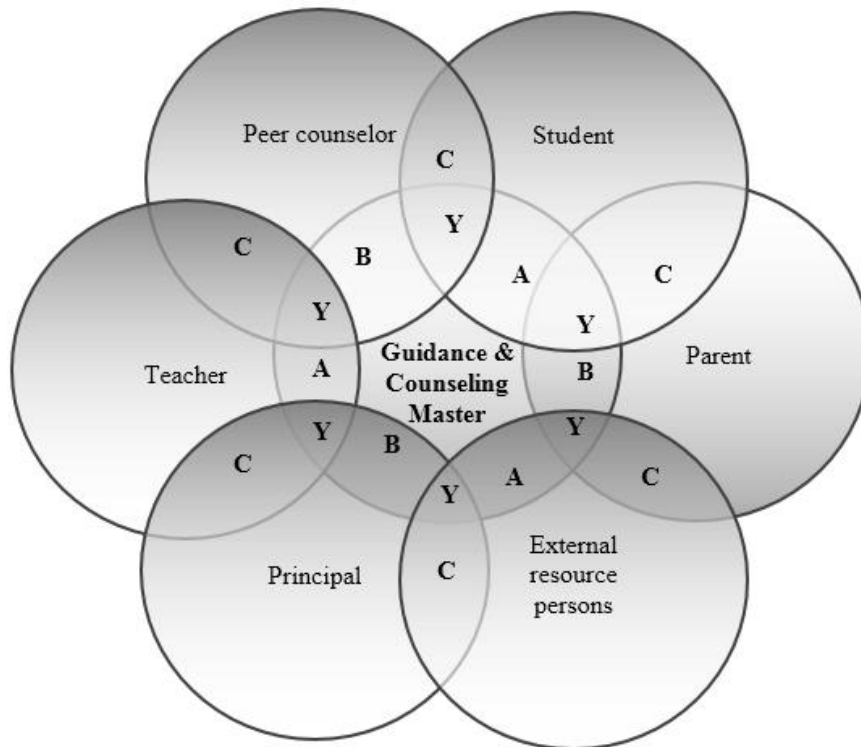 Peer counselor
Student
C
Y
C
B
A
C
Y
Y
Guidance &
Counseling
Master
Teacher
A
B
Parent
Y
B
Y
C
Y
A
C
Principal
C
External
resource
persons